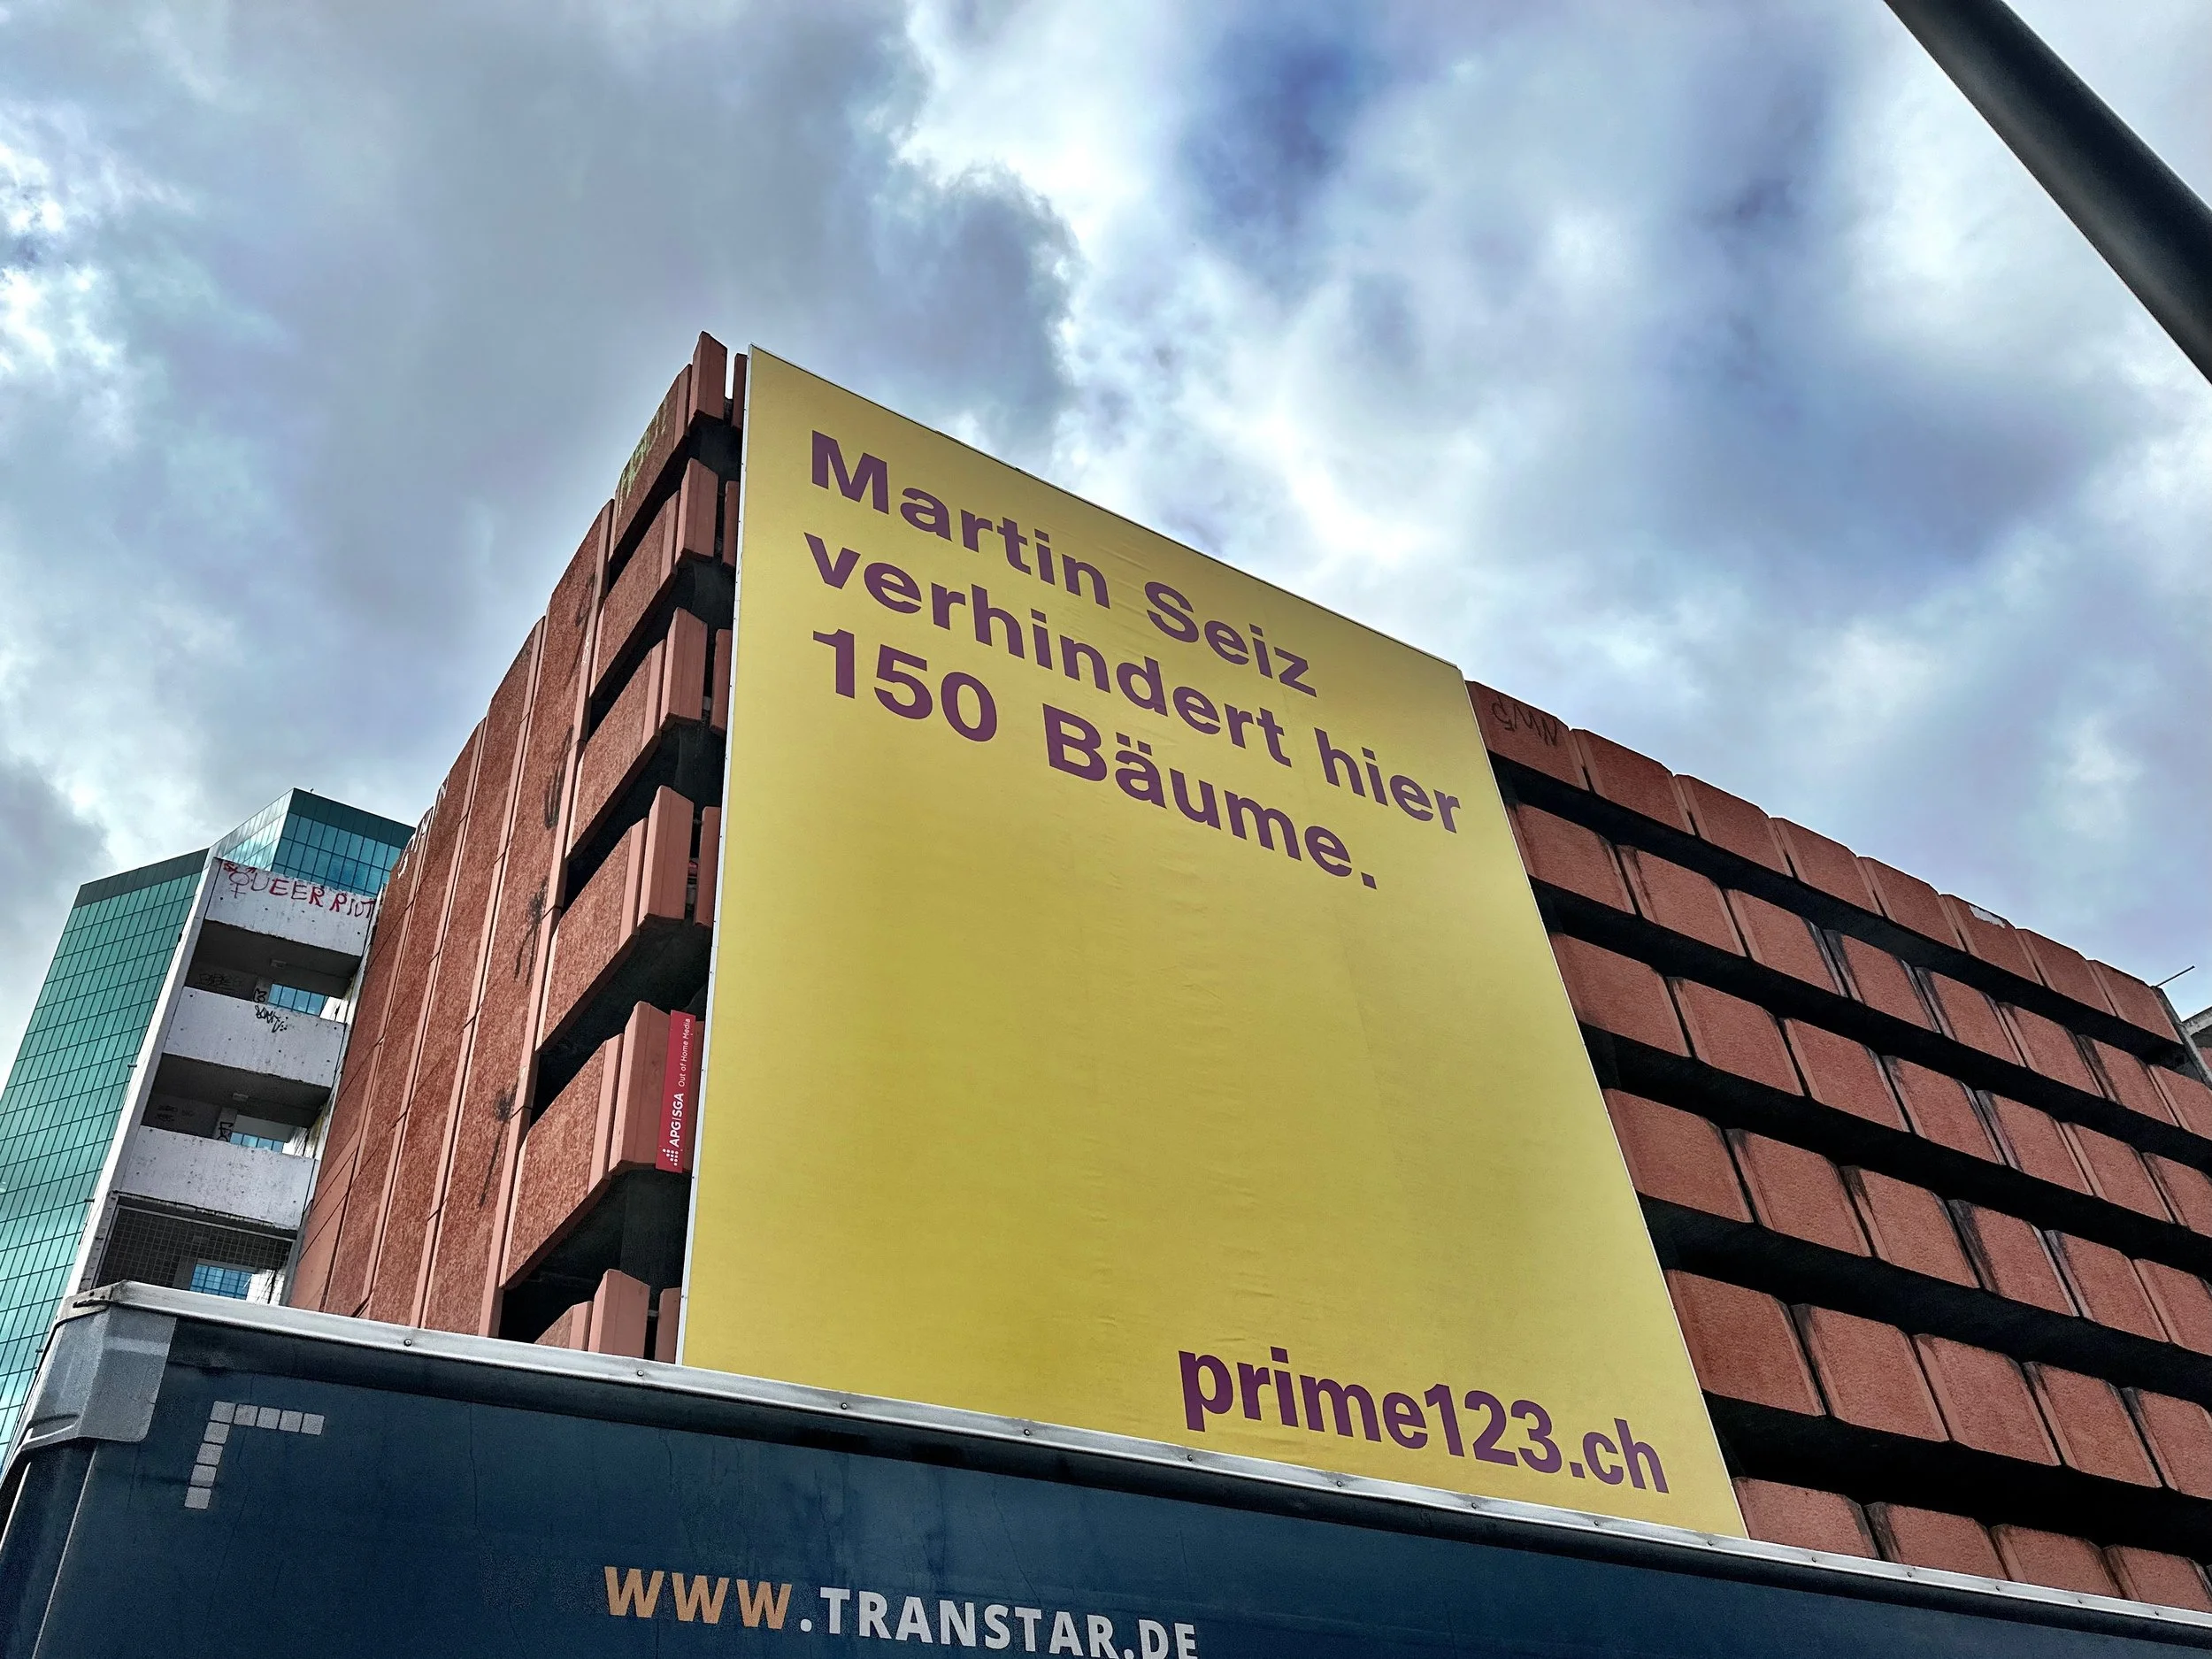 Martin Seiz
verhindert hier
150 Bäume.
prime123.ch
APG|SGA Out of Home Media
QUEER RIOT
WWW.TRANSTAR.DE